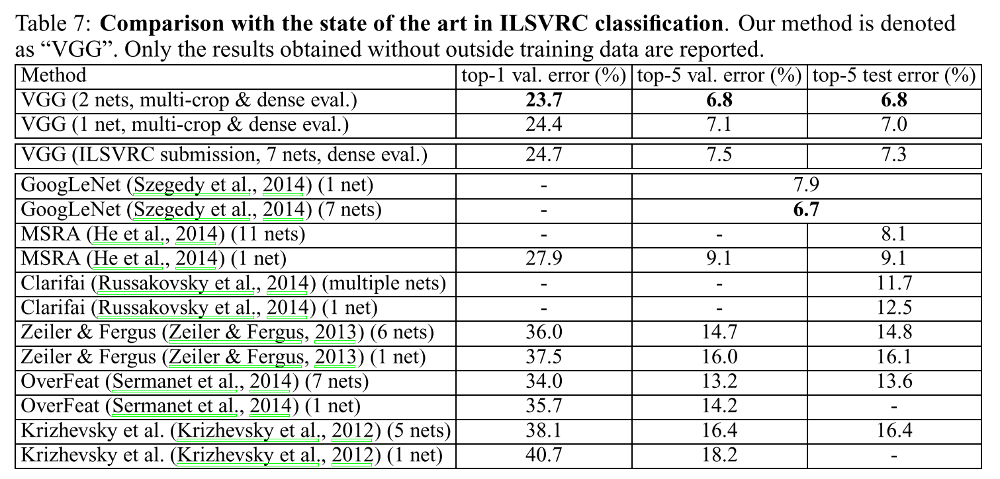 Table 7: Comparison with the state of the art in ILSVRC classification. Our method is denoted
as “VGG”. Only the results obtained without outside training data are reported.
Method top-1 val. error (%) top-5 val. error (%) top-5 test error (%)
VGG (2 nets, multi-crop & dense eval.) 23.7 6.8 6.8
VGG (1 net, multi-crop & dense eval.) 24.4 7.1 7.0
VGG (ILSVRC submission, 7 nets, dense eval.) 24.7 7.5 7.3
GoogLeNet (Szegedy et al., 2014) (1 net) - 7.9
GoogLeNet (Szegedy et al., 2014) (7 nets) - 6.7
MSRA (He et al., 2014) (11 nets) - - 8.1
MSRA (He et al., 2014) (1 net) 27.9 9.1 9.1
Clarifai (Russakovsky et al., 2014) (multiple nets) - - 11.7
Clarifai (Russakovsky et al., 2014) (1 net) - - 12.5
Zeiler & Fergus (Zeiler & Fergus, 2013) (6 nets) 36.0 14.7 14.8
Zeiler & Fergus (Zeiler & Fergus, 2013) (1 net) 37.5 16.0 16.1
OverFeat (Sermanet et al., 2014) (7 nets) 34.0 13.2 13.6
OverFeat (Sermanet et al., 2014) (1 net) 35.7 14.2 -
Krizhevsky et al. (Krizhevsky et al., 2012) (5 nets) 38.1 16.4 16.4
Krizhevsky et al. (Krizhevsky et al., 2012) (1 net) 40.7 18.2 -